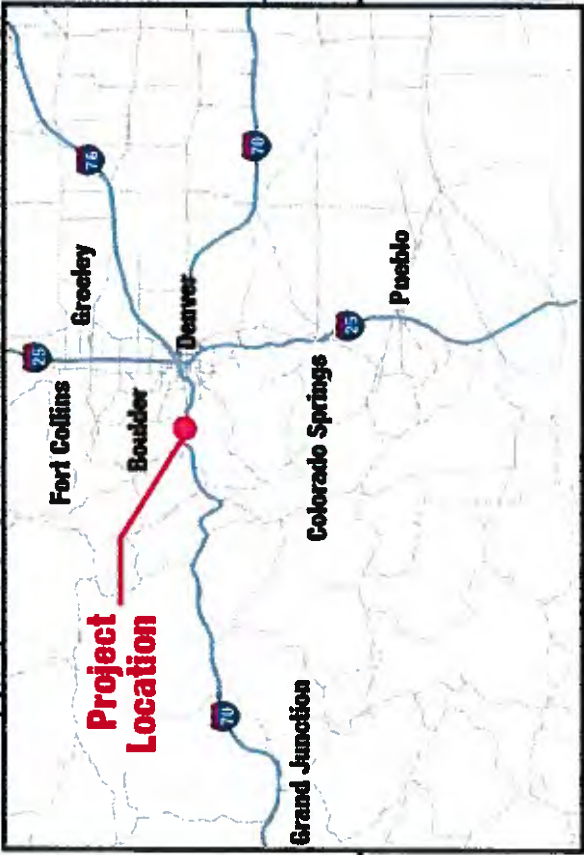 Fort Collins
25
Greeley
76
Boulder
Denver
70
Project
Location
70
Grand Junction
Colorado Springs
25
Pueblo